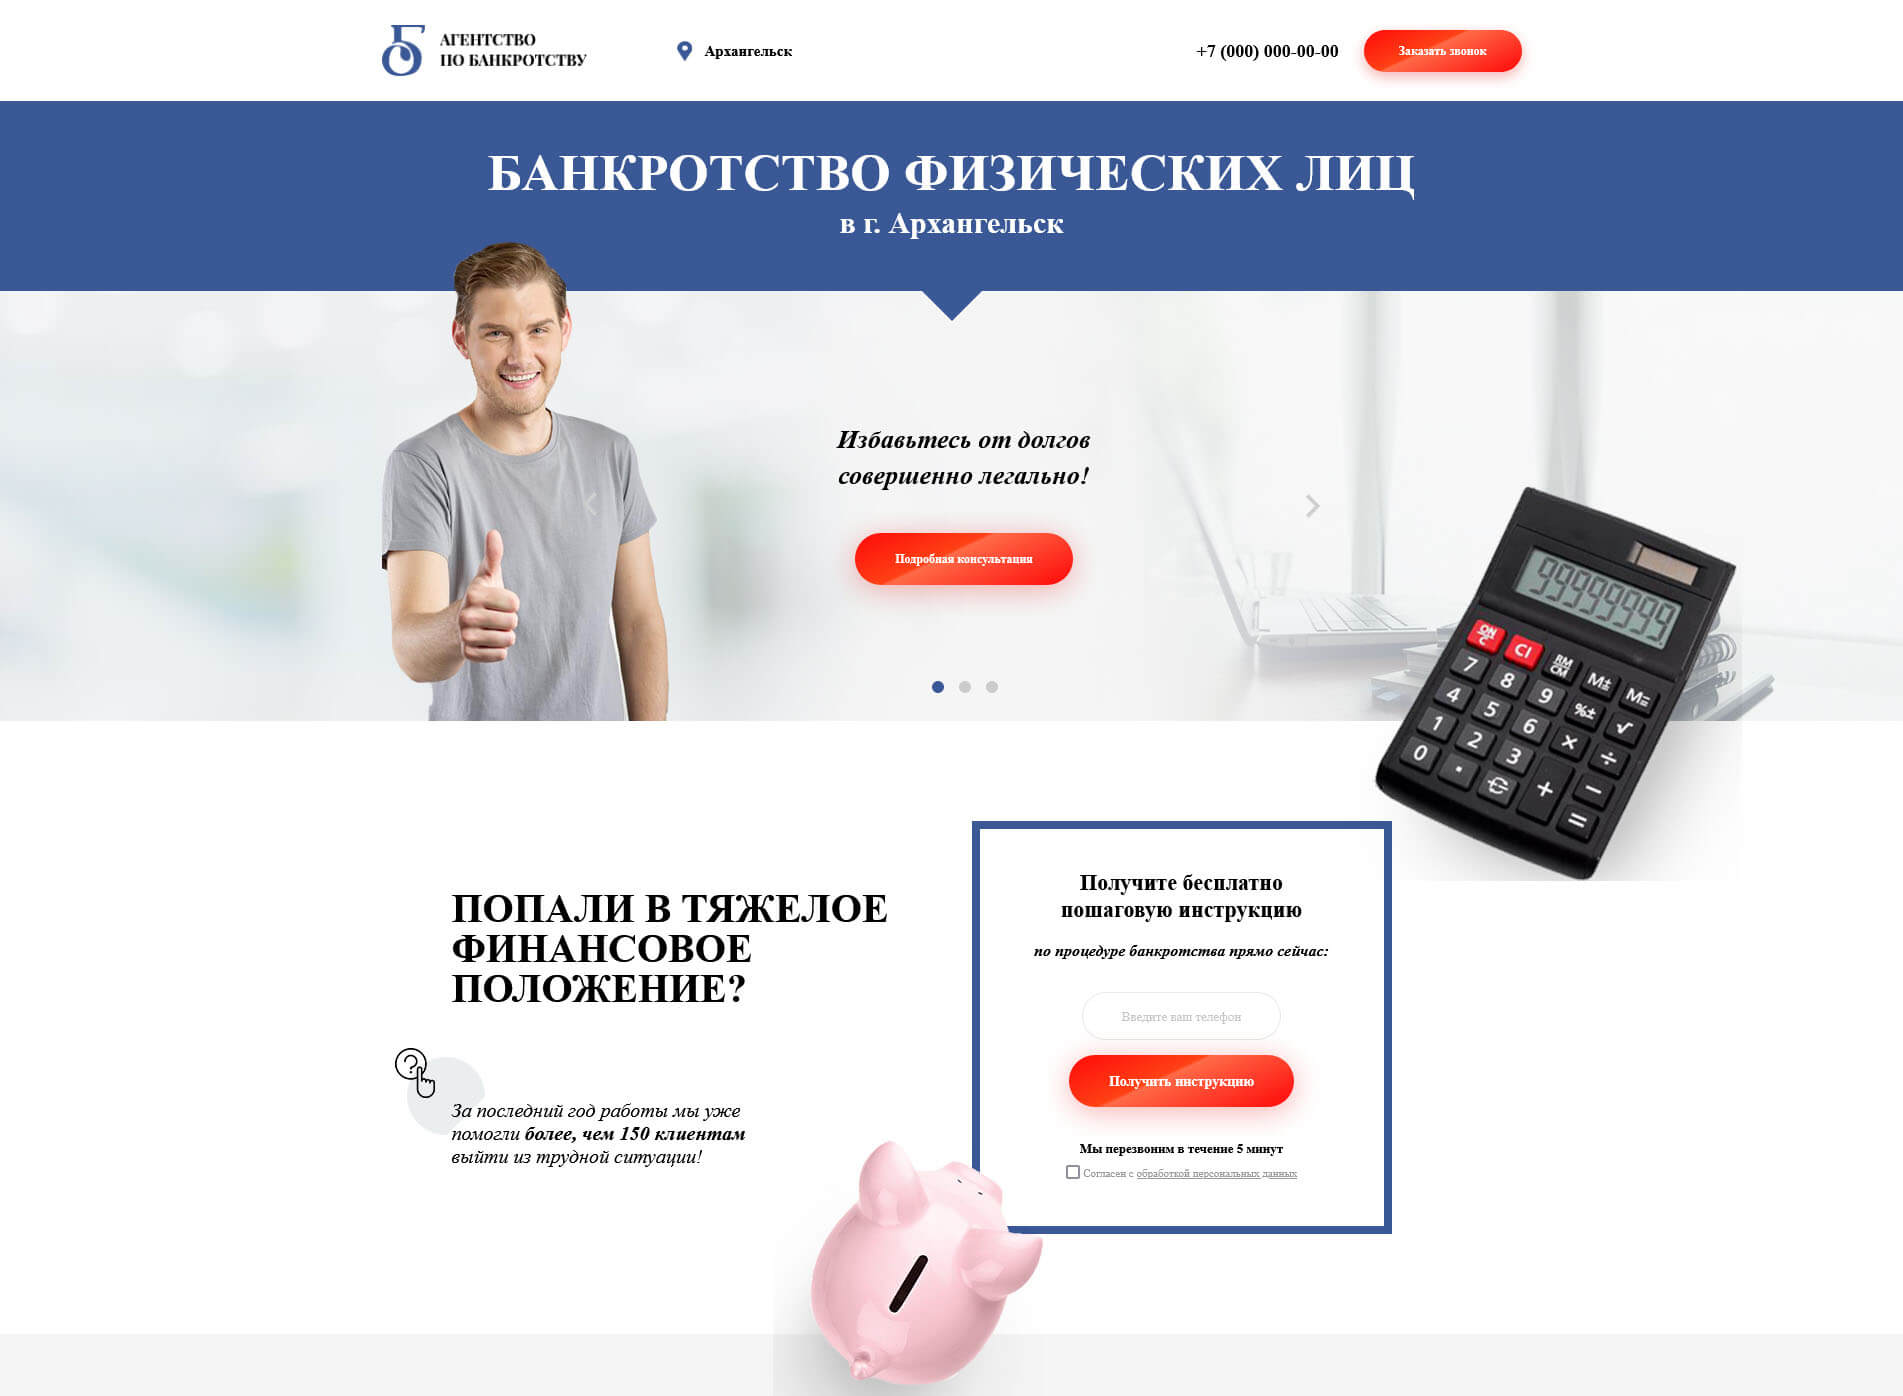 АГЕНТСТВО
ПО БАНКРОТСТВУ
Архангельск
+7 (000) 000-00-00
Заказать звонок
БАНКРОТСТВО ФИЗИЧЕСКИХ ЛИЦ
в г. Архангельск
Избавьтесь от долгов
совершенно легально!
Подробная консультация
99999999
ON C
CI
RM CM
M±
M=
7
8
9
%±
√
4
5
6
×
÷
1
2
3
+
−
0
.
=
ПОПАЛИ В ТЯЖЕЛОЕ
ФИНАНСОВОЕ
ПОЛОЖЕНИЕ?
За последний год работы мы уже
помогли более, чем 150 клиентам
выйти из трудной ситуации!
Получите бесплатно
пошаговую инструкцию
по процедуре банкротства прямо сейчас:
Введите ваш телефон
Получить инструкцию
Мы перезвоним в течение 5 минут
Согласен с обработкой персональных данных